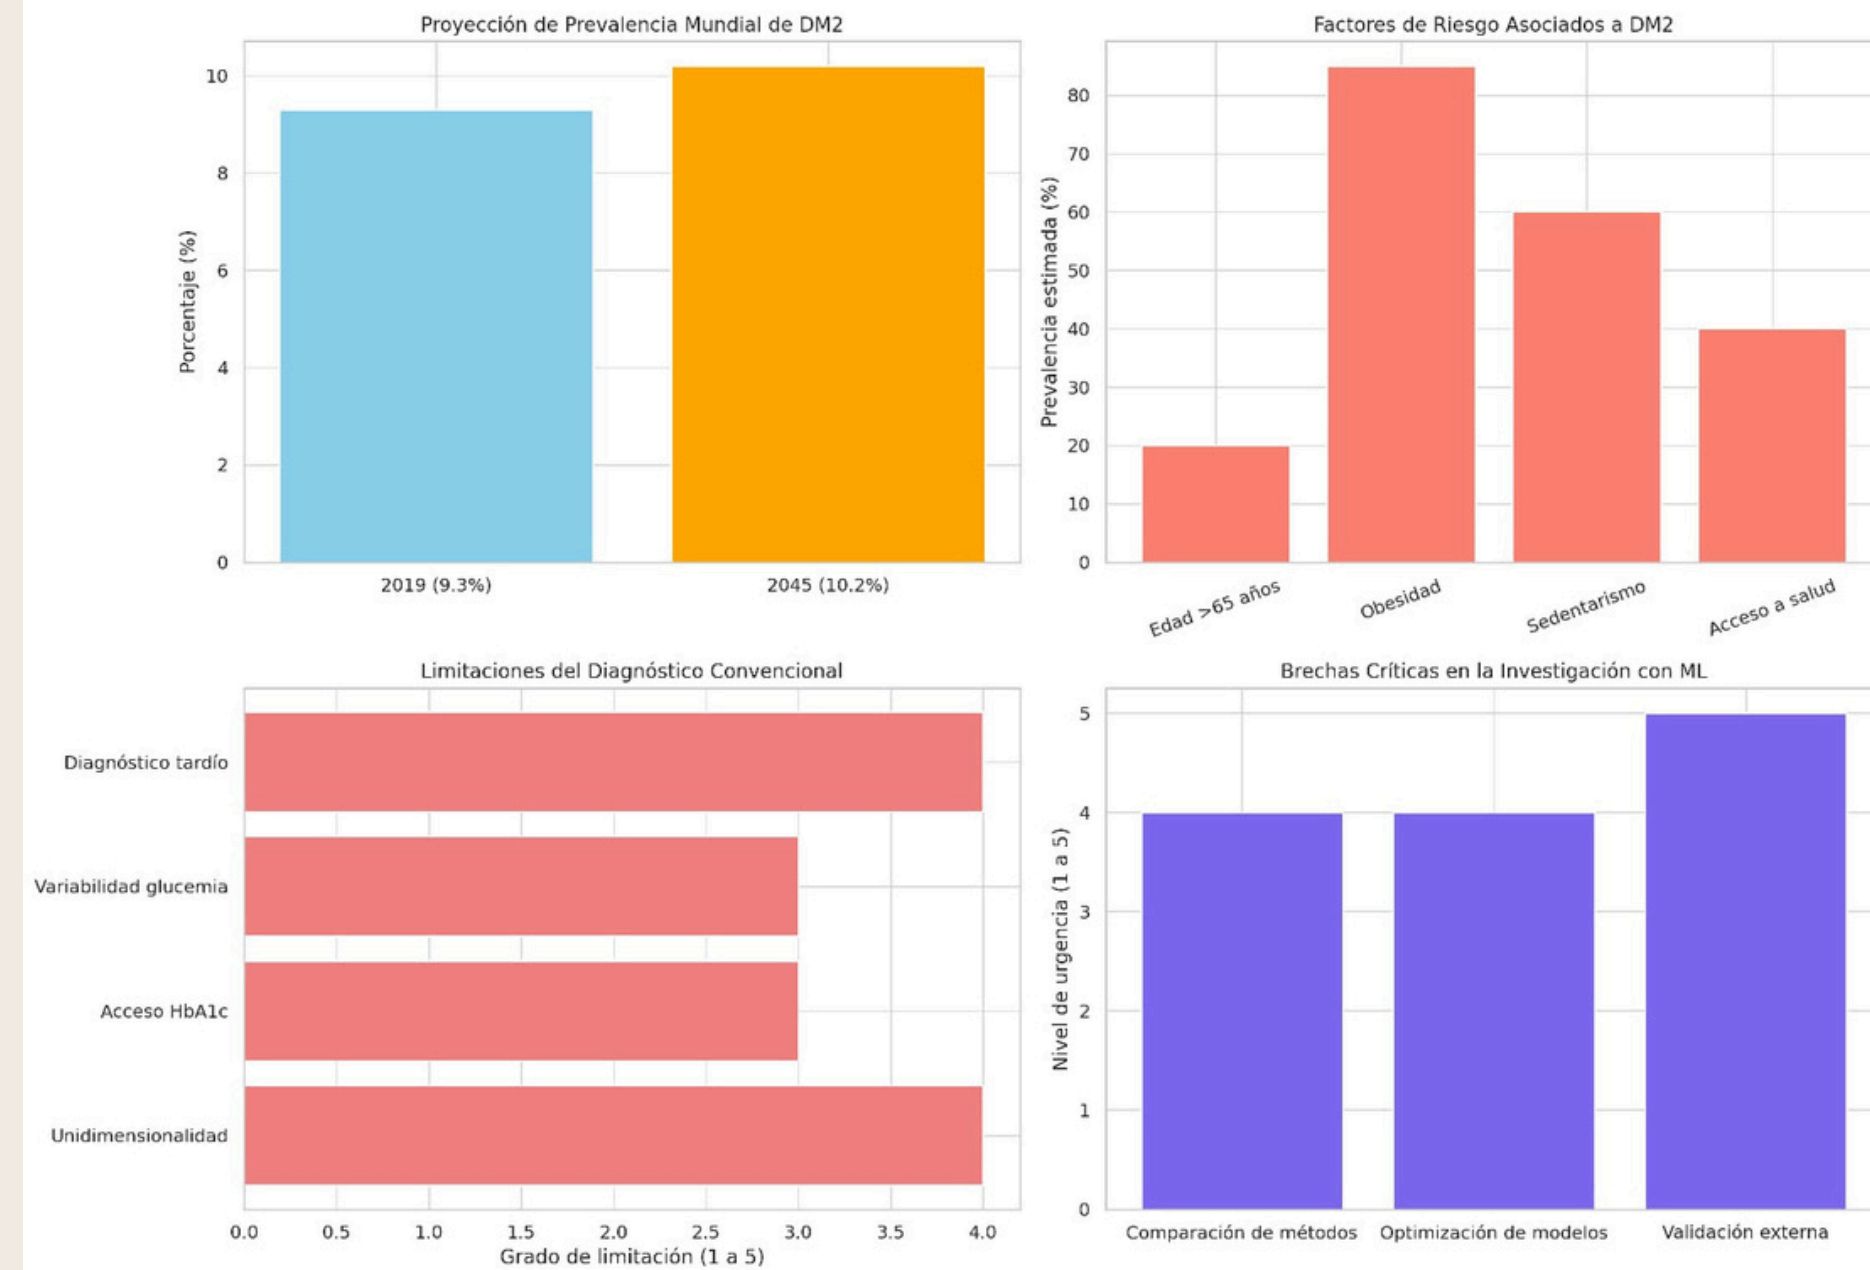 Proyección de Prevalencia Mundial de DM2
Porcentaje (%)
10
8
6
4
2
0
2019 (9.3%)
2045 (10.2%)
Factores de Riesgo Asociados a DM2
Prevalencia estimada (%)
80
70
60
50
40
30
20
10
0
Edad >65 años
Obesidad
Sedentarismo
Acceso a salud
Limitaciones del Diagnóstico Convencional
Diagnóstico tardío
Variabilidad glucemia
Acceso HbA1c
Unidimensionalidad
0.0 0.5 1.0 1.5 2.0 2.5 3.0 3.5 4.0
Grado de limitación (1 a 5)
Brechas Críticas en la Investigación con ML
Nivel de urgencia (1 a 5)
5
4
3
2
1
0
Comparación de métodos
Optimización de modelos
Validación externa